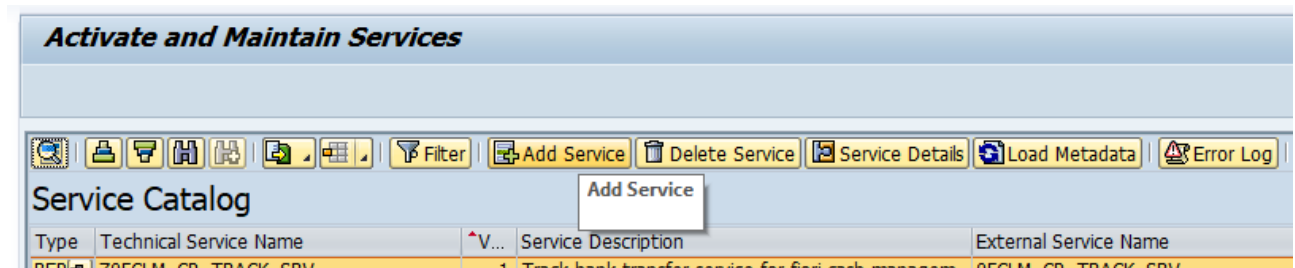 Activate and Maintain Services
Filter Add Service Delete Service Service Details Load Metadata Error Log
Add Service
Service Catalog
Type Technical Service Name V... Service Description External Service Name